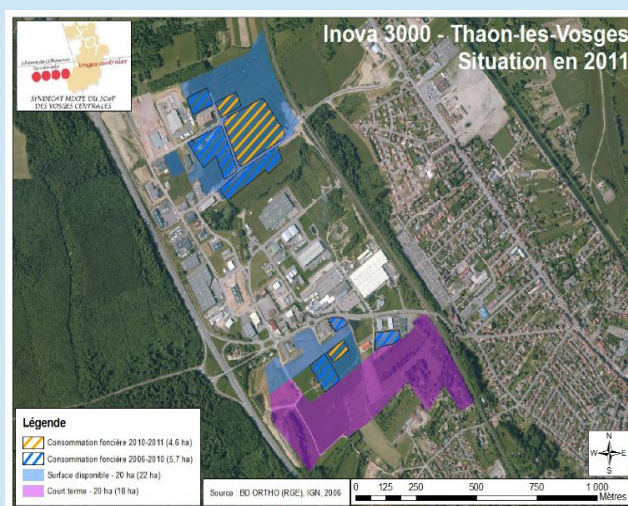 Inova 3000 - Thaon-les-Vosges
Situation en 2011
Vosges centrales
SYNDICAT MIXTE DU SCoT
DES VOSGES CENTRALES
Légende
Consommation foncière 2010-2011 (4,6 ha)
Consommation foncière 2006-2010 (5,7 ha)
Surface disponible - 20 ha (22 ha)
Court terme - 20 ha (18 ha)
Source : BD ORTHO (RGE), IGN, 2006
N
W E
S
0 125 250 500 750 1 000
Mètres